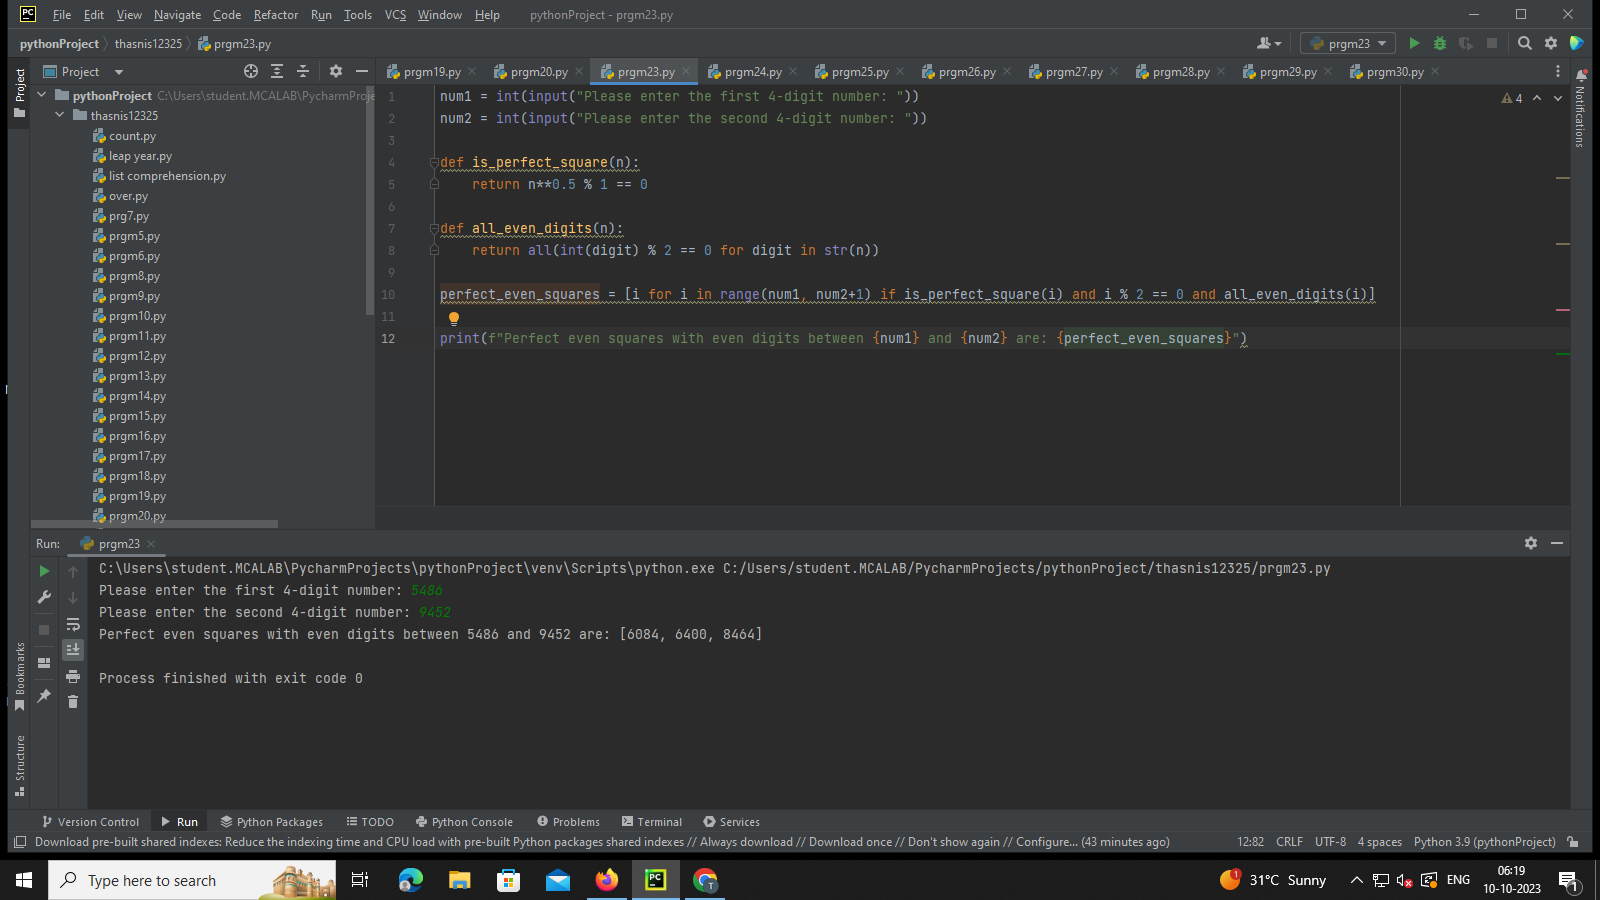 PC File Edit View Navigate Code Refactor Run Tools VCS Window Help pythonProject - prgm23.py
pythonProject thasnis12325 prgm23.py prgm23
Project
Project
prgm19.py prgm20.py prgm23.py prgm24.py prgm25.py prgm26.py prgm27.py prgm28.py prgm29.py prgm30.py
pythonProject C:\Users\student.MCALAB\PycharmProje
thasnis12325
count.py
leap year.py
list comprehension.py
over.py
prg7.py
prgm5.py
prgm6.py
prgm8.py
prgm9.py
prgm10.py
prgm11.py
prgm12.py
prgm13.py
prgm14.py
prgm15.py
prgm16.py
prgm17.py
prgm18.py
prgm19.py
prgm20.py
1 num1 = int(input("Please enter the first 4-digit number: "))
2 num2 = int(input("Please enter the second 4-digit number: "))
3
4 def is_perfect_square(n):
5 return n**0.5 % 1 == 0
6
7 def all_even_digits(n):
8 return all(int(digit) % 2 == 0 for digit in str(n))
9
10 perfect_even_squares = [i for i in range(num1, num2+1) if is_perfect_square(i) and i % 2 == 0 and all_even_digits(i)]
11
12 print(f"Perfect even squares with even digits between {num1} and {num2} are: {perfect_even_squares}")
4
Notifications
Run: prgm23
C:\Users\student.MCALAB\PycharmProjects\pythonProject\venv\Scripts\python.exe C:/Users/student.MCALAB/PycharmProjects/pythonProject/thasnis12325/prgm23.py
Please enter the first 4-digit number: 5486
Please enter the second 4-digit number: 9452
Perfect even squares with even digits between 5486 and 9452 are: [6084, 6400, 8464]
Process finished with exit code 0
Bookmarks
Structure
Version Control Run Python Packages TODO Python Console Problems Terminal Services
Download pre-built shared indexes: Reduce the indexing time and CPU load with pre-built Python packages shared indexes // Always download // Download once // Don't show again // Configure... (43 minutes ago) 12:82 CRLF UTF-8 4 spaces Python 3.9 (pythonProject)
Type here to search PC T 1 31°C Sunny ENG 06:19
10-10-2023 1